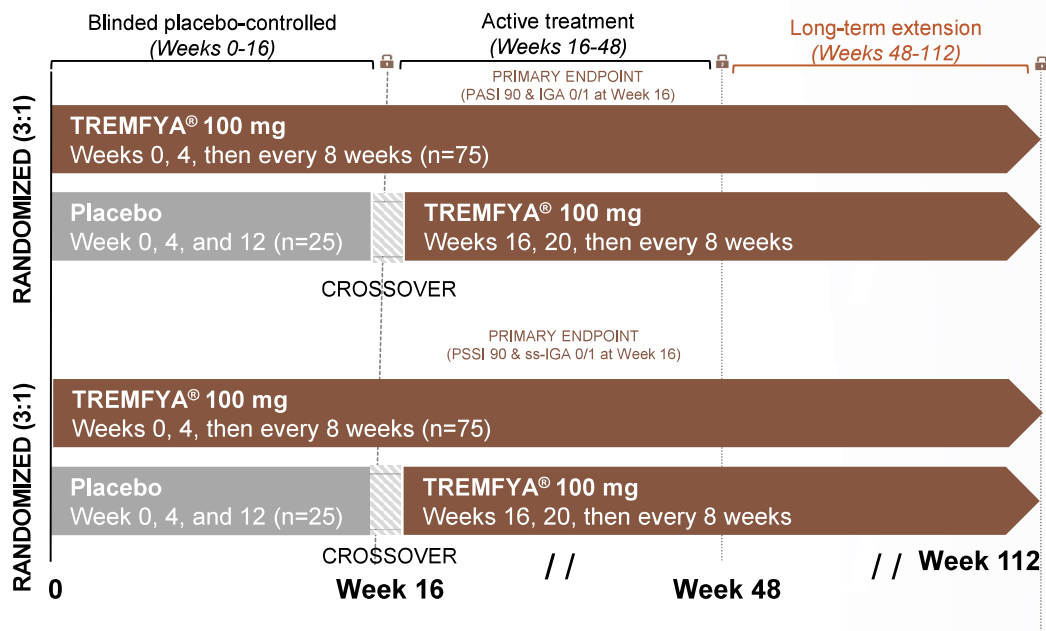 Blinded placebo-controlled
(Weeks 0-16)
Active treatment
(Weeks 16-48)
Long-term extension
(Weeks 48-112)
PRIMARY ENDPOINT
(PASI 90 & IGA 0/1 at Week 16)
RANDOMIZED (3:1)
TREMFYA® 100 mg
Weeks 0, 4, then every 8 weeks (n=75)
Placebo
Week 0, 4, and 12 (n=25)
TREMFYA® 100 mg
Weeks 16, 20, then every 8 weeks
CROSSOVER
PRIMARY ENDPOINT
(PSSI 90 & ss-IGA 0/1 at Week 16)
RANDOMIZED (3:1)
TREMFYA® 100 mg
Weeks 0, 4, then every 8 weeks (n=75)
Placebo
Week 0, 4, and 12 (n=25)
TREMFYA® 100 mg
Weeks 16, 20, then every 8 weeks
CROSSOVER
/ /
/ /
Week 112
0
Week 16
Week 48